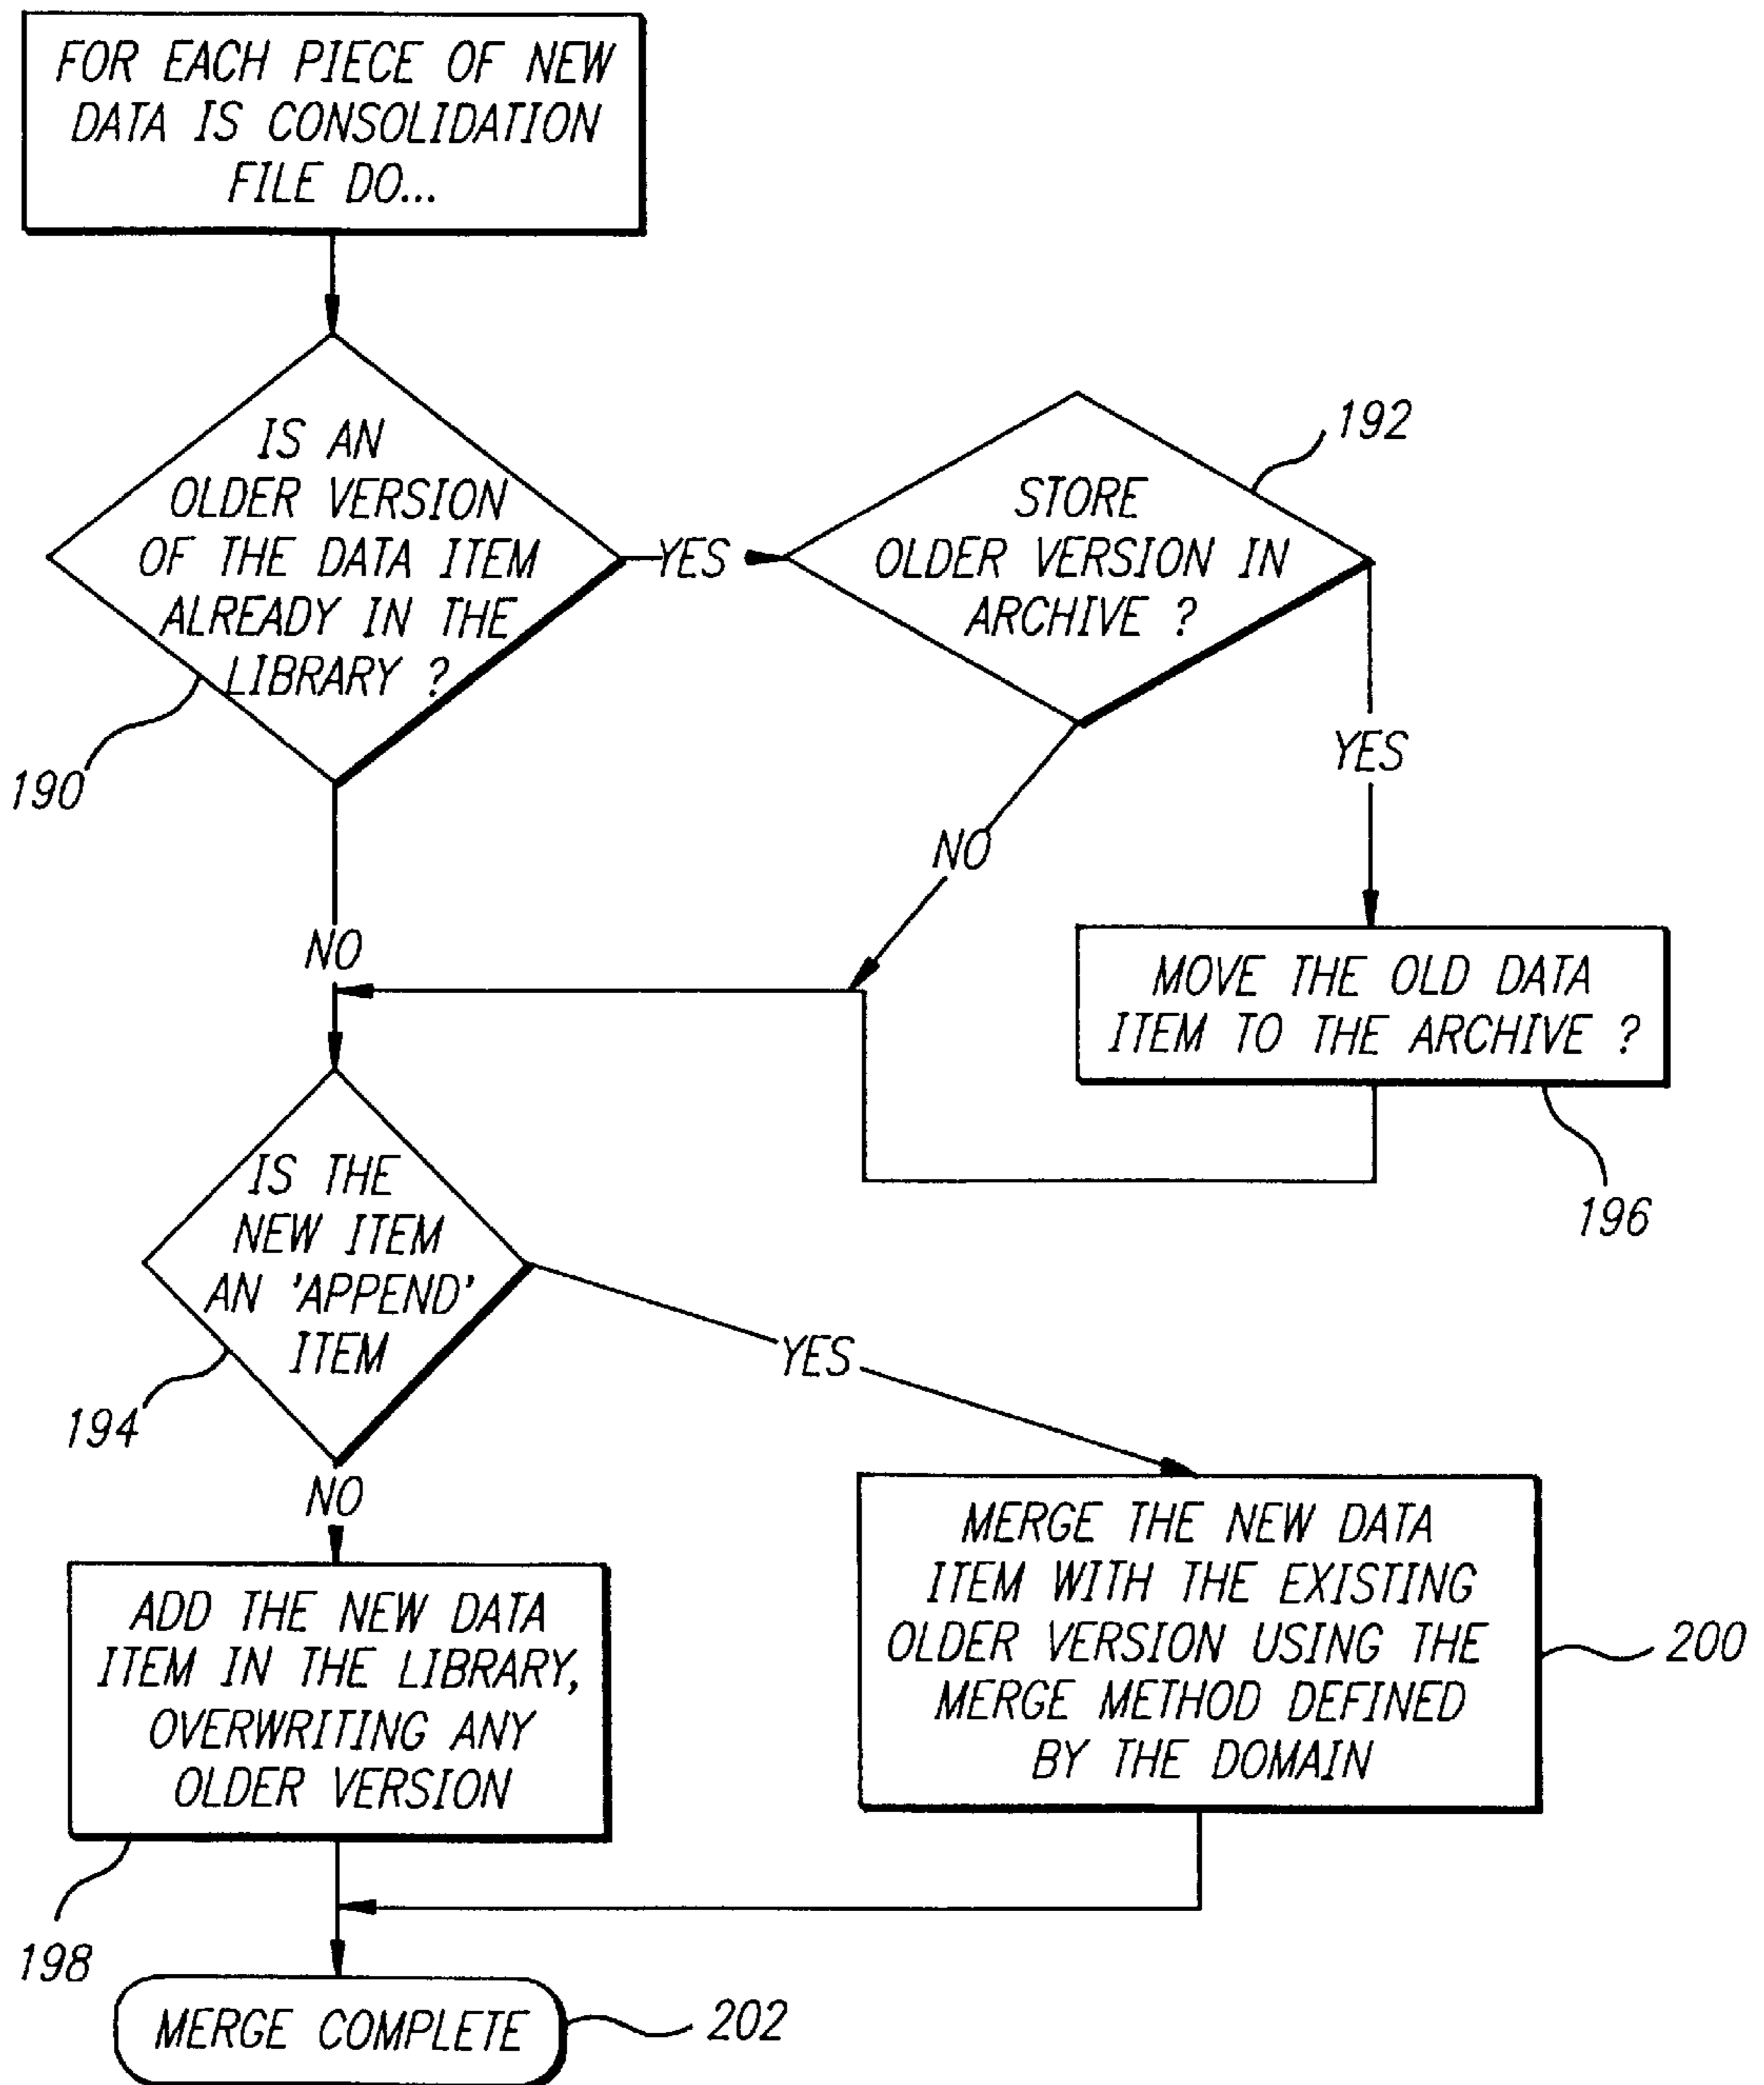 FOR EACH PIECE OF NEW
DATA IS CONSOLIDATION
FILE DO...
IS AN
OLDER VERSION
OF THE DATA ITEM
ALREADY IN THE
LIBRARY ?
190
YES
STORE
OLDER VERSION IN
ARCHIVE ?
192
YES
NO
NO
MOVE THE OLD DATA
ITEM TO THE ARCHIVE ?
196
IS THE
NEW ITEM
AN 'APPEND'
ITEM
194
YES
NO
ADD THE NEW DATA
ITEM IN THE LIBRARY,
OVERWRITING ANY
OLDER VERSION
198
MERGE THE NEW DATA
ITEM WITH THE EXISTING
OLDER VERSION USING THE
MERGE METHOD DEFINED
BY THE DOMAIN
200
MERGE COMPLETE
202